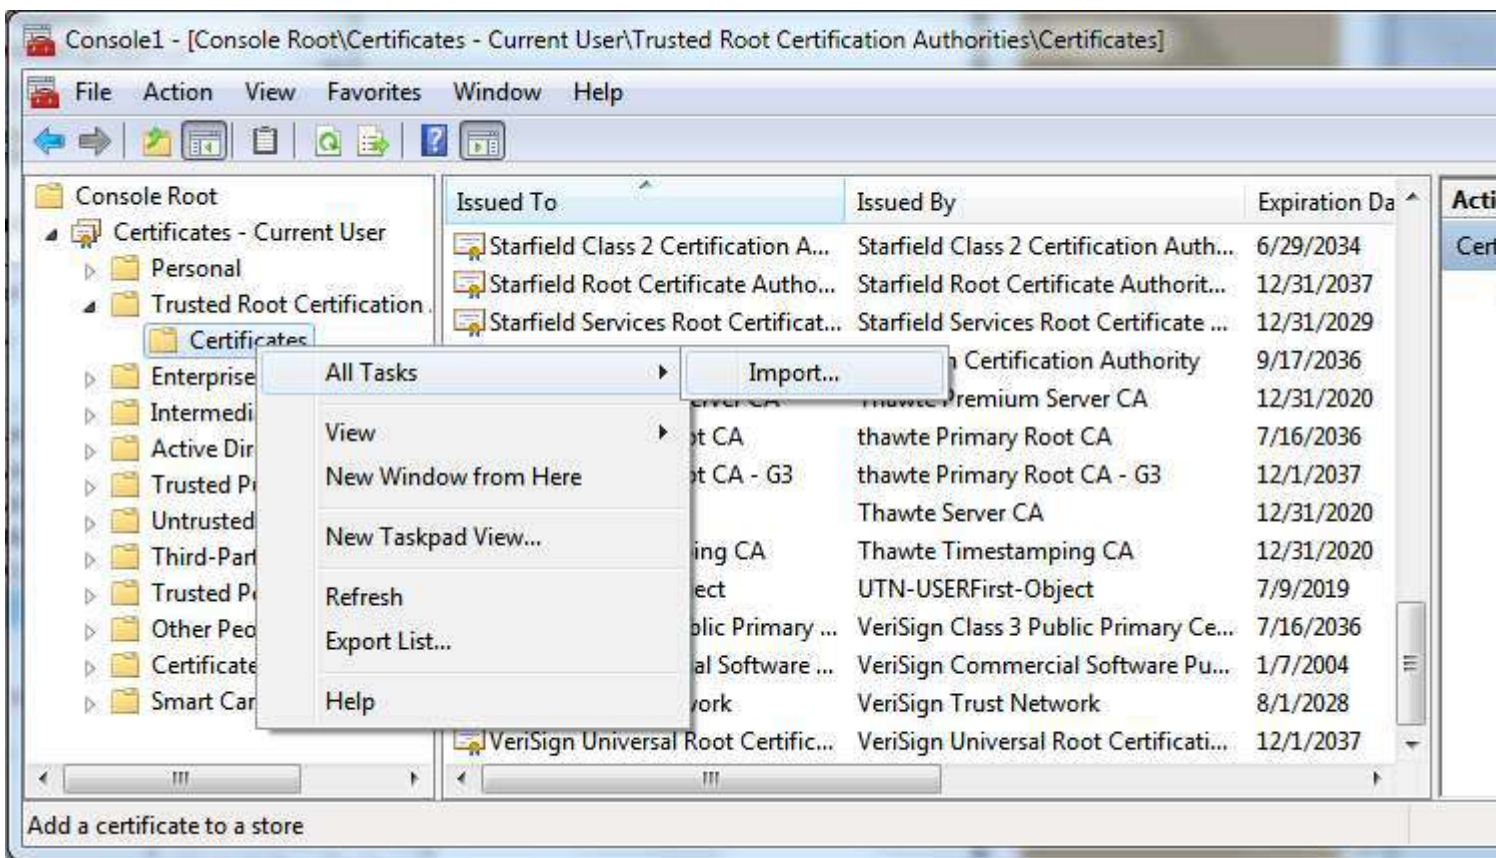 Console1 - [Console Root\Certificates - Current User\Trusted Root Certification Authorities\Certificates]
File Action View Favorites Window Help
Console Root
Certificates - Current User
Personal
Trusted Root Certification
Certificates
Enterprise
Intermedi
Active Dir
Trusted P
Untrusted
Third-Par
Trusted P
Other Peo
Certificate
Smart Car
All Tasks
View
New Window from Here
New Taskpad View...
Refresh
Export List...
Help
Import...
Issued To Issued By Expiration Da
Starfield Class 2 Certification A... Starfield Class 2 Certification Auth... 6/29/2034
Starfield Root Certificate Autho... Starfield Root Certificate Authorit... 12/31/2037
Starfield Services Root Certificat... Starfield Services Root Certificate ... 12/31/2029
Certification Authority 9/17/2036
Premium Server CA 12/31/2020
ot CA thawte Primary Root CA 7/16/2036
ot CA - G3 thawte Primary Root CA - G3 12/1/2037
Thawte Server CA 12/31/2020
ing CA Thawte Timestamping CA 12/31/2020
ect UTN-USERFirst-Object 7/9/2019
blic Primary ... VeriSign Class 3 Public Primary Ce... 7/16/2036
al Software ... VeriSign Commercial Software Pu... 1/7/2004
vork VeriSign Trust Network 8/1/2028
VeriSign Universal Root Certific... VeriSign Universal Root Certificati... 12/1/2037
Acti
Cert
Add a certificate to a store